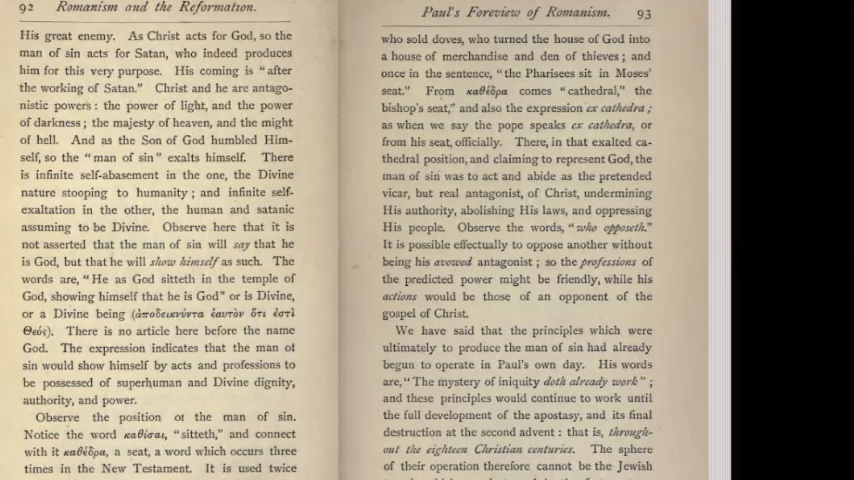 92 Romanism and the Reformation.
His great enemy. As Christ acts for God, so the
man of sin acts for Satan, who indeed produces
him for this very purpose. His coming is "after
the working of Satan." Christ and he are antago-
nistic powers: the power of light, and the power
of darkness; the majesty of heaven, and the might
of hell. And as the Son of God humbled Him-
self, so the "man of sin" exalts himself. There
is infinite self-abasement in the one, the Divine
nature stooping to humanity; and infinite self-
exaltation in the other, the human and satanic
assuming to be Divine. Observe here that it is
not asserted that the man of sin will say that he
is God, but that he will show himself as such. The
words are, "He as God sitteth in the temple of
God, showing himself that he is God" or is Divine,
or a Divine being (ἀποδεικνύντα ἑαυτὸν ὅτι ἐστὶ
Θεός). There is no article here before the name
God. The expression indicates that the man of
sin would show himself by acts and professions to
be possessed of superhuman and Divine dignity,
authority, and power.
Observe the position of the man of sin.
Notice the word καθίσαι, "sitteth," and connect
with it καθέδρα, a seat, a word which occurs three
times in the New Testament. It is used twice
Paul's Foreview of Romanism. 93
who sold doves, who turned the house of God into
a house of merchandise and den of thieves; and
once in the sentence, "the Pharisees sit in Moses'
seat." From καθέδρα comes "cathedral," the
bishop's seat," and also the expression ex cathedra;
as when we say the pope speaks ex cathedra, or
from his seat, officially. There, in that exalted ca-
thedral position, and claiming to represent God, the
man of sin was to act and abide as the pretended
vicar, but real antagonist, of Christ, undermining
His authority, abolishing His laws, and oppressing
His people. Observe the words, "who opposeth."
It is possible effectually to oppose another without
being his avowed antagonist; so the professions of
the predicted power might be friendly, while his
actions would be those of an opponent of the
gospel of Christ.
We have said that the principles which were
ultimately to produce the man of sin had already
begun to operate in Paul's own day. His words
are, "The mystery of iniquity doth already work";
and these principles would continue to work until
the full development of the apostasy, and its final
destruction at the second advent: that is, through-
out the eighteen Christian centuries. The sphere
of their operation therefore cannot be the Jewish